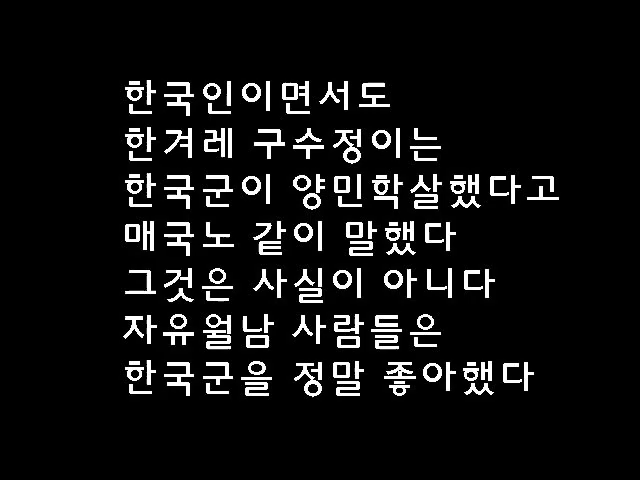 한국인이면서도
한겨레 구수정이는
한국군이 양민학살했다고
매국노 같이 말했다
그것은 사실이 아니다
자유월남 사람들은
한국군을 정말 좋아했다